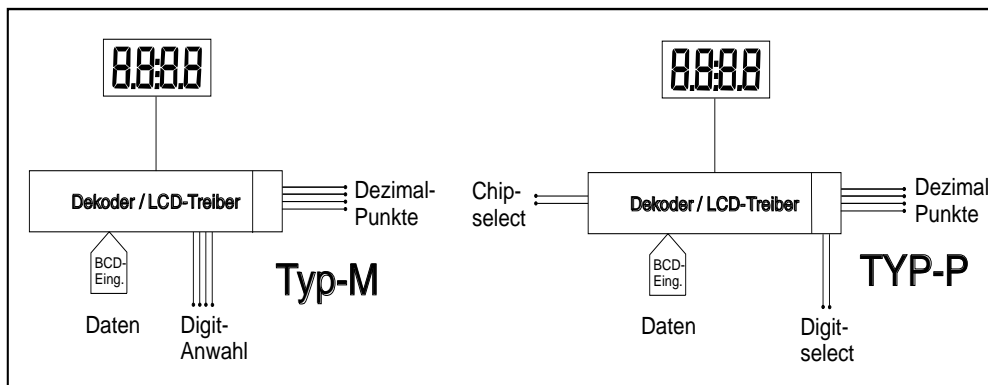 8.8:8.8
Dekoder / LCD-Treiber
Dezimal-
Punkte
BCD-
Eing.
Typ-M
Daten
Digit-
Anwahl
8.8:8.8
Chip-
select
Dekoder / LCD-Treiber
Dezimal
Punkte
BCD-
Eing.
TYP-P
Daten
Digit-
select